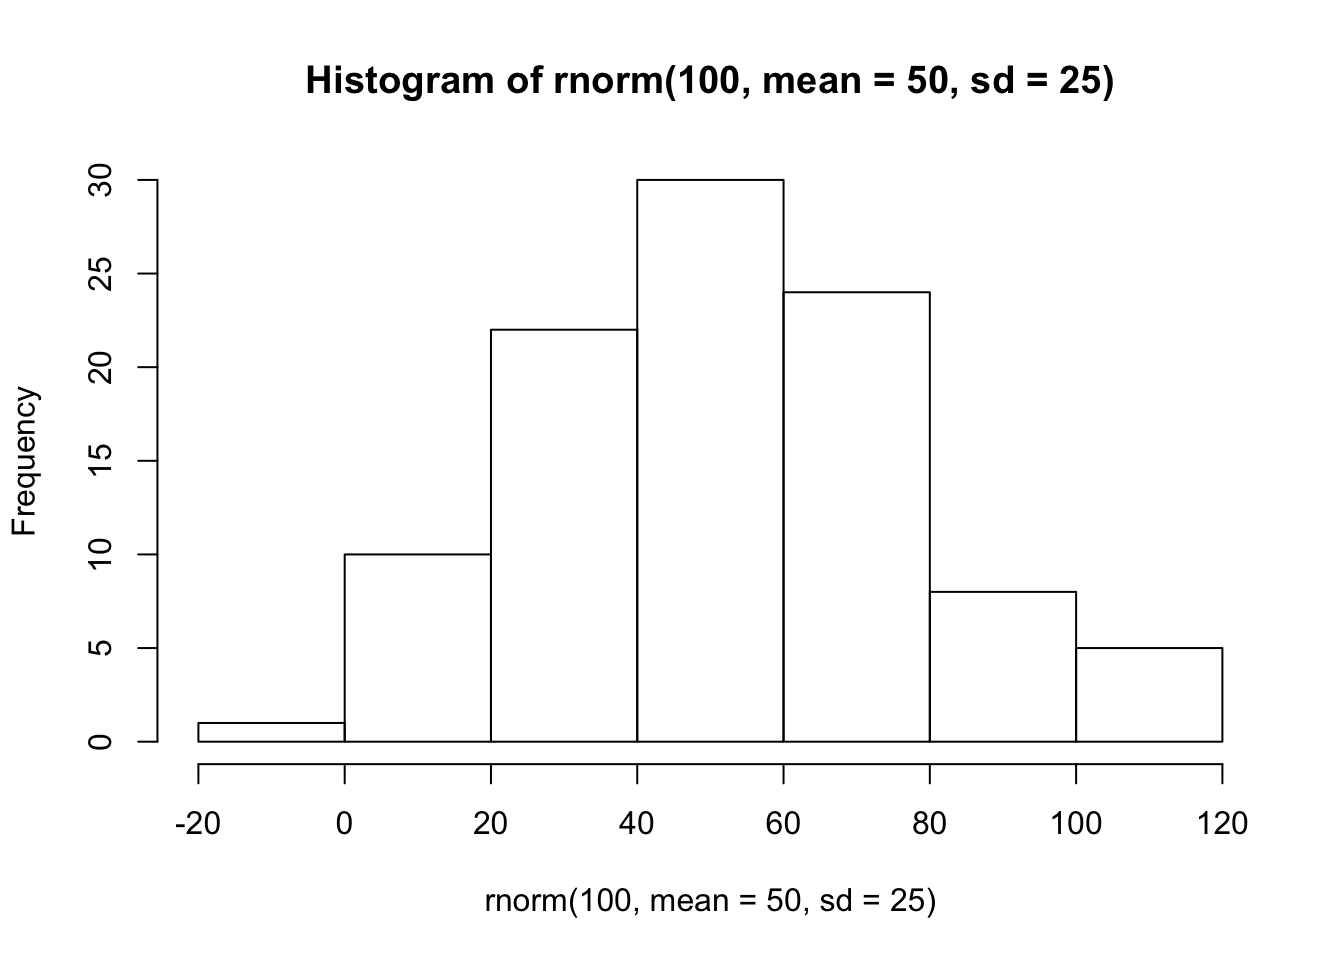 Histogram of rnorm(100, mean = 50, sd = 25)
30
25
20
15
10
5
0
Frequency
-20 0 20 40 60 80 100 120
rnorm(100, mean = 50, sd = 25)